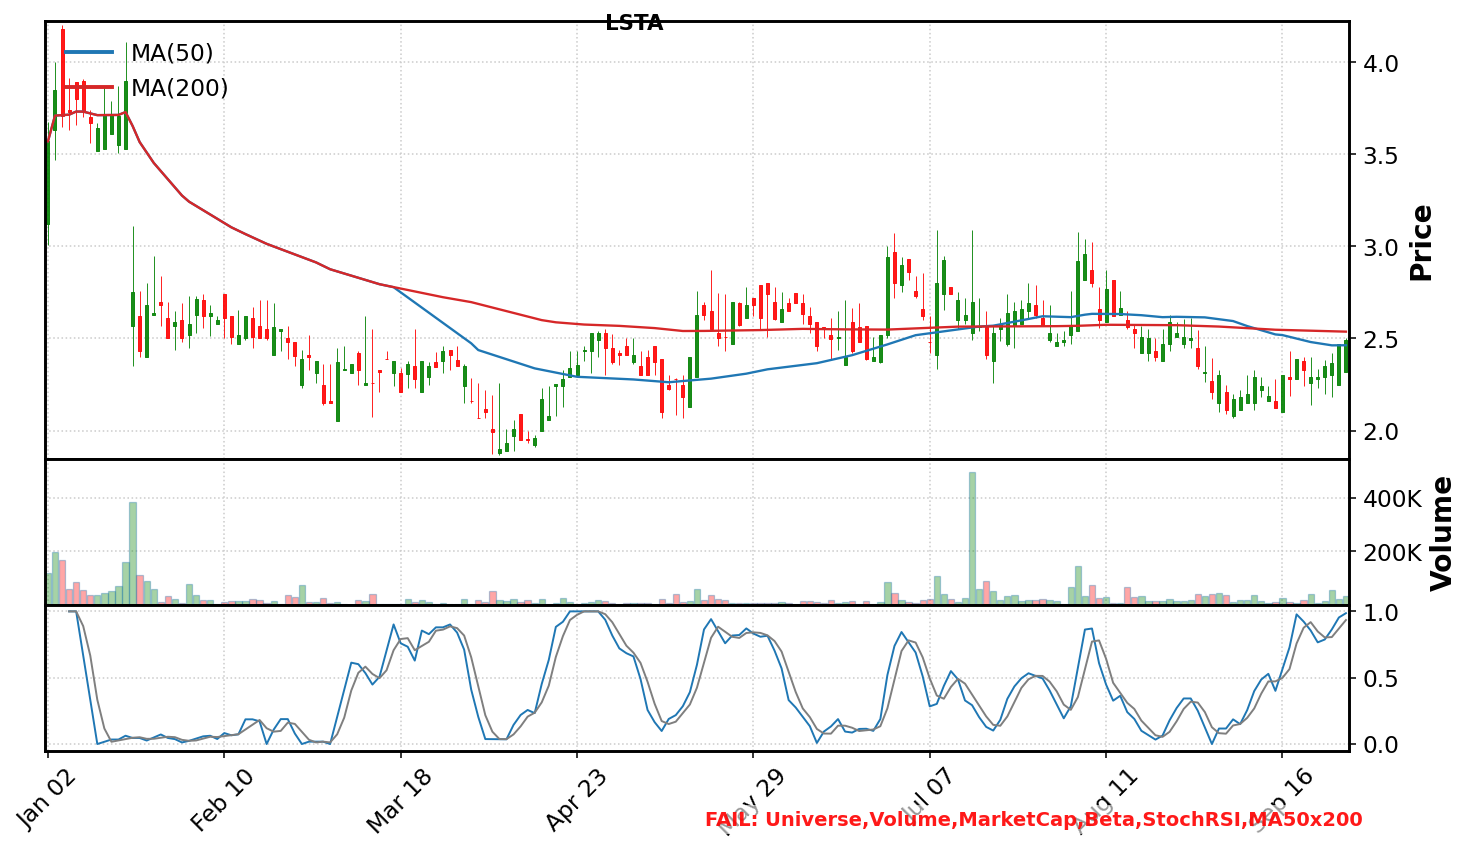 LSTA
MA(50)
MA(200)
4.0
3.5
3.0
2.5
2.0
Price
400K
200K
Volume
1.0
0.5
0.0
Jan 02
Feb 10
Mar 18
Apr 23
May 29
Jul 07
Aug 11
Sep 16
FAIL: Universe,Volume,MarketCap,Beta,StochRSI,MA50x200